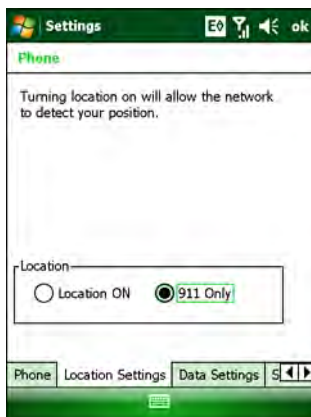 Settings
ok
Phone
Turning location on will allow the network
to detect your position.
Location
Location ON
911 Only
Phone
Location Settings
Data Settings
S